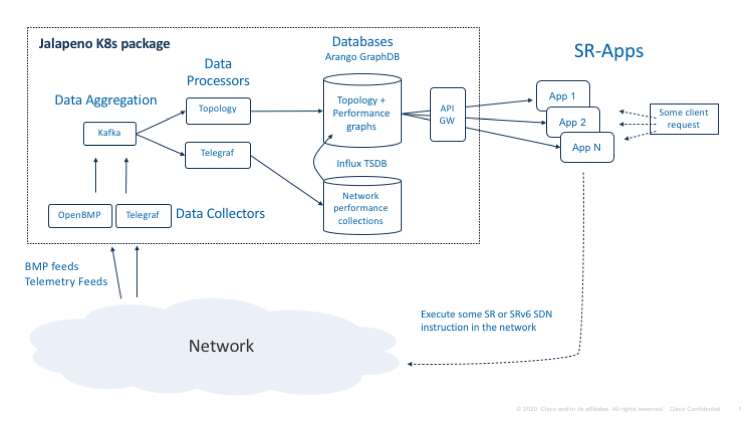 Jalapeno K8s package
Data
Processors
Databases
Arango GraphDB
SR-Apps
Data Aggregation
Kafka
Topology
Telegraf
Topology +
Performance
graphs
API
GW
App 1
App 2
App N
Some client
request
Influx TSDB
Network
performance
collections
OpenBMP
Telegraf
Data Collectors
BMP feeds
Telemetry Feeds
Execute some SR or SRv6 SDN
instruction in the network
Network
© 2020 Cisco and/or its affiliates. All rights reserved. Cisco Confidential 1